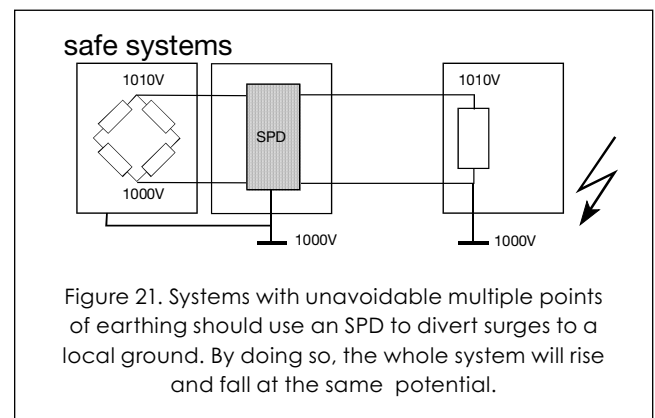 safe systems
1010V
1010V
SPD
1000V
1000V
1000V
Figure 21. Systems with unavoidable multiple points
of earthing should use an SPD to divert surges to a
local ground. By doing so, the whole system will rise
and fall at the same potential.